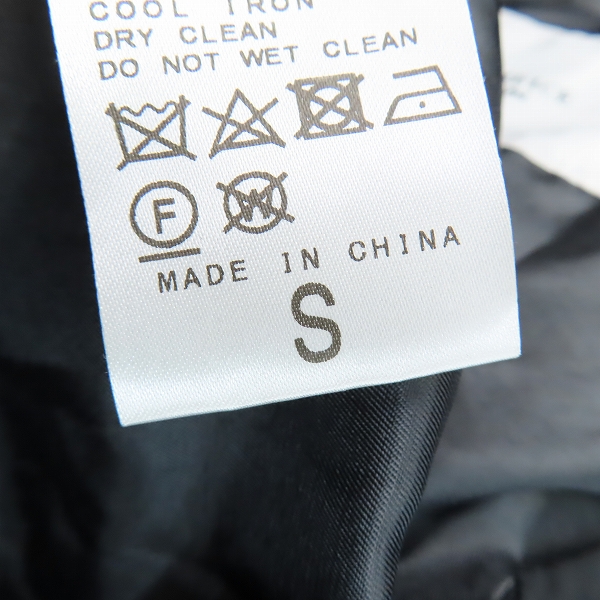 COOL IRON
DRY CLEAN
DO NOT WET CLEAN
F W
MADE IN CHINA
S